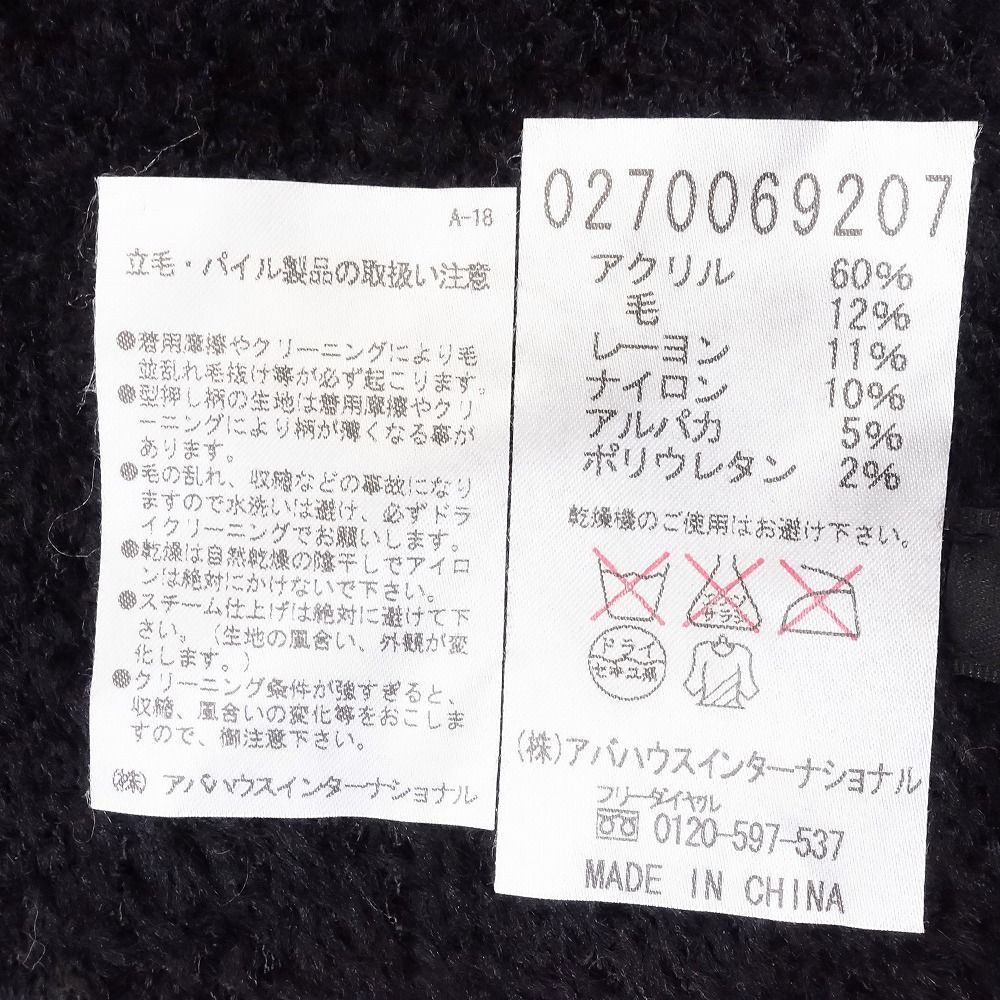 A-18
立毛・パイル製品の取扱い注意
●着用摩擦やクリーニングにより毛
並乱れ毛抜け等が必ず起こります。
●型押し柄の生地は着用摩擦やクリ
ーニングにより柄が薄くなる事が
あります。
●毛の乱れ、収縮などの事故になり
ますので水洗いは避け、必ずドラ
イクリーニングでお願いします。
●乾燥は自然乾燥の陰干しでアイロ
ンは絶対にかけないで下さい。
●スチーム仕上げは絶対に避けて下
さい。（生地の風合い、外観が変
化します。）
●クリーニング条件が強すぎると、
収縮、風合いの変化等をおこしま
すので、御注意下さい。
(株) アバハウスインターナショナル
0270069207
アクリル 60%
毛 12%
レーヨン 11%
ナイロン 10%
アルパカ 5%
ポリウレタン 2%
乾燥機のご使用はお避け下さい。
エンソ
サラシ
ドライ
セキユ系
(株)アバハウスインターナショナル
フリーダイヤル
0120-597-537
MADE IN CHINA